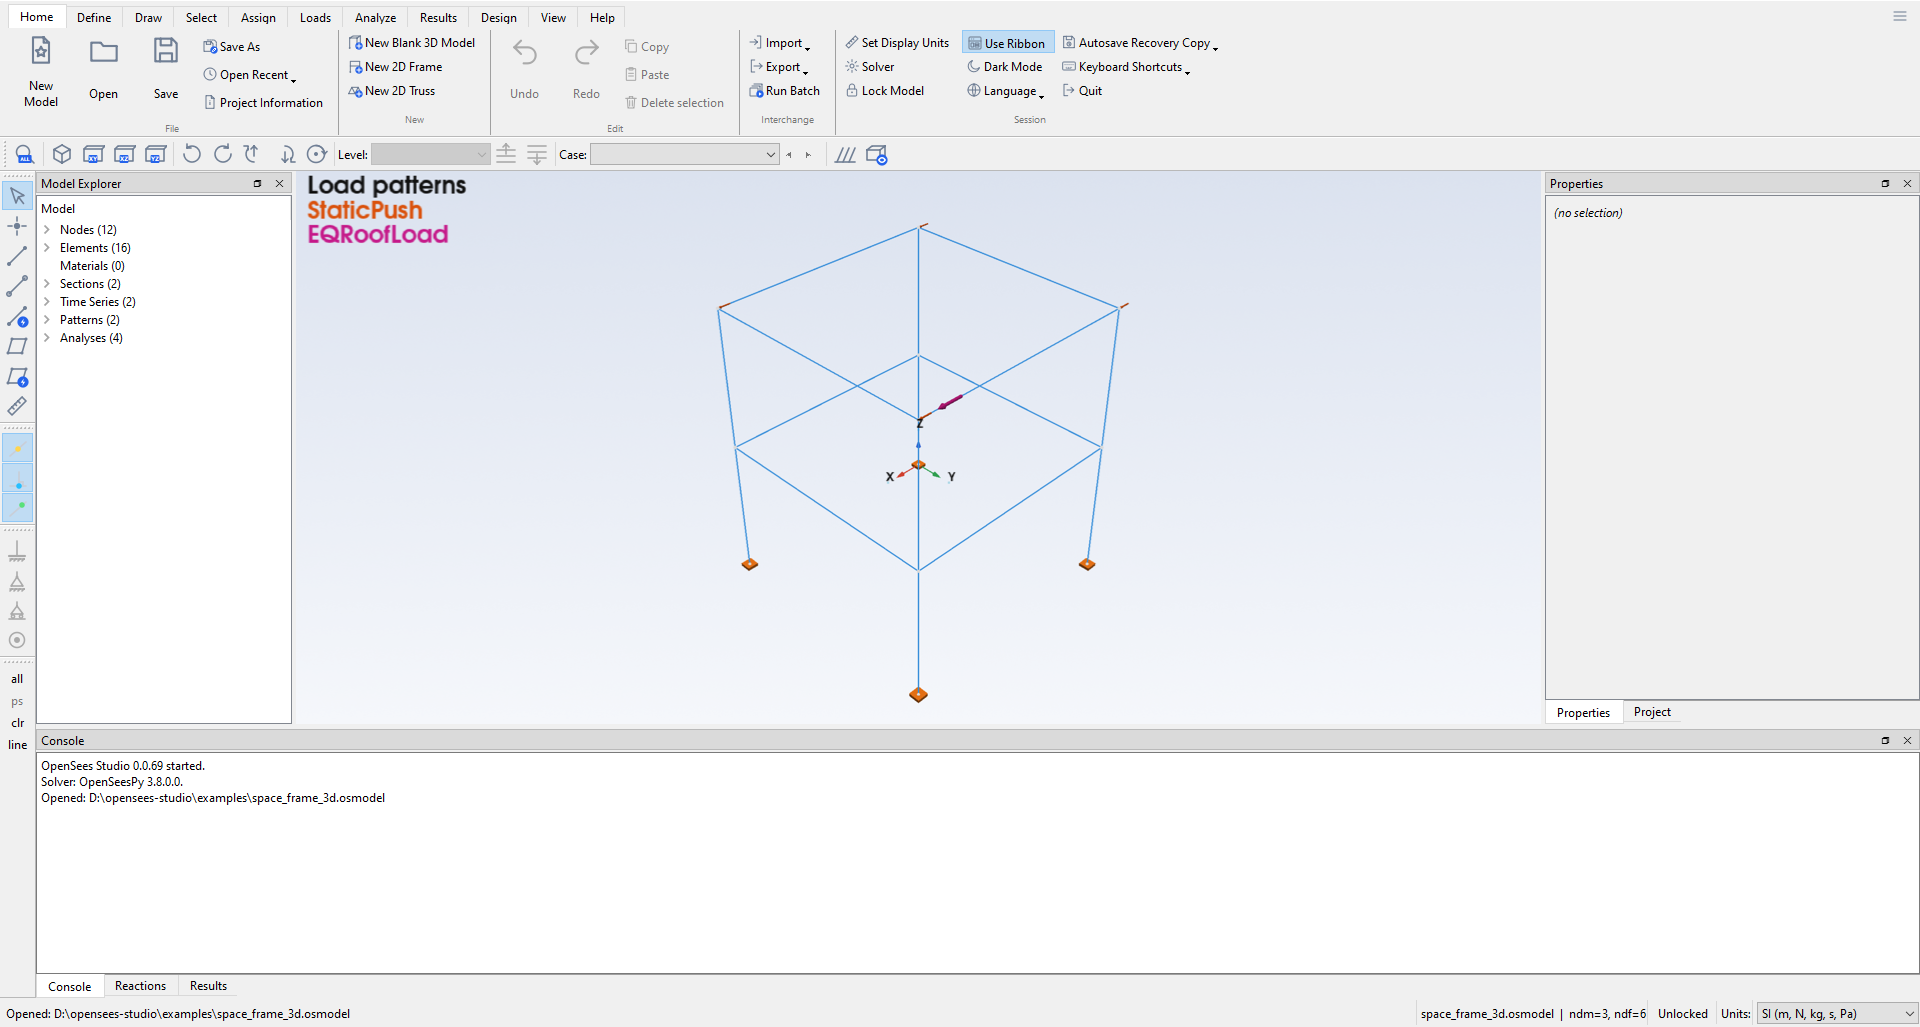 Home Define Draw Select Assign Loads Analyze Results Design View Help
New Model
Open
Save
Save As
Open Recent
Project Information
File
New Blank 3D Model
New 2D Frame
New 2D Truss
New
Undo
Redo
Copy
Paste
Delete selection
Edit
Import
Export
Run Batch
Interchange
Set Display Units
Solver
Lock Model
Use Ribbon
Dark Mode
Language
Autosave Recovery Copy
Keyboard Shortcuts
Quit
Session
ALL XY XZ YZ Level: Case:
Model Explorer
Model
Nodes (12)
Elements (16)
Materials (0)
Sections (2)
Time Series (2)
Patterns (2)
Analyses (4)
Load patterns
StaticPush
EQRoofLoad
Z
X Y
Properties
(no selection)
Properties Project
all
ps
clr
line
Console
OpenSees Studio 0.0.69 started.
Solver: OpenSeesPy 3.8.0.0.
Opened: D:\opensees-studio\examples\space_frame_3d.osmodel
Console Reactions Results
Opened: D:\opensees-studio\examples\space_frame_3d.osmodel
space_frame_3d.osmodel | ndm=3, ndf=6 Unlocked Units: SI (m, N, kg, s, Pa)